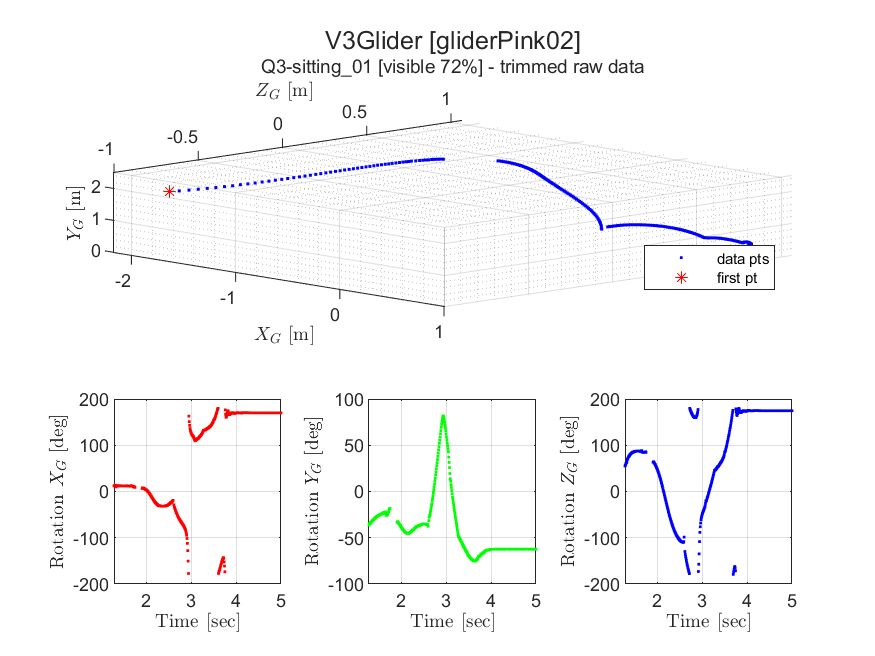 V3Glider [gliderPink02]
Q3-sitting_01 [visible 72%] - trimmed raw data
Z_G [m]
-1 -0.5 0 0.5 1
Y_G [m]
2
1
0
-2 -1 0 1
X_G [m]
data pts
first pt
Rotation X_G [deg]
200
100
0
-100
-200
2 3 4 5
Time [sec]
Rotation Y_G [deg]
100
50
0
-50
-100
2 3 4 5
Time [sec]
Rotation Z_G [deg]
200
100
0
-100
-200
2 3 4 5
Time [sec]